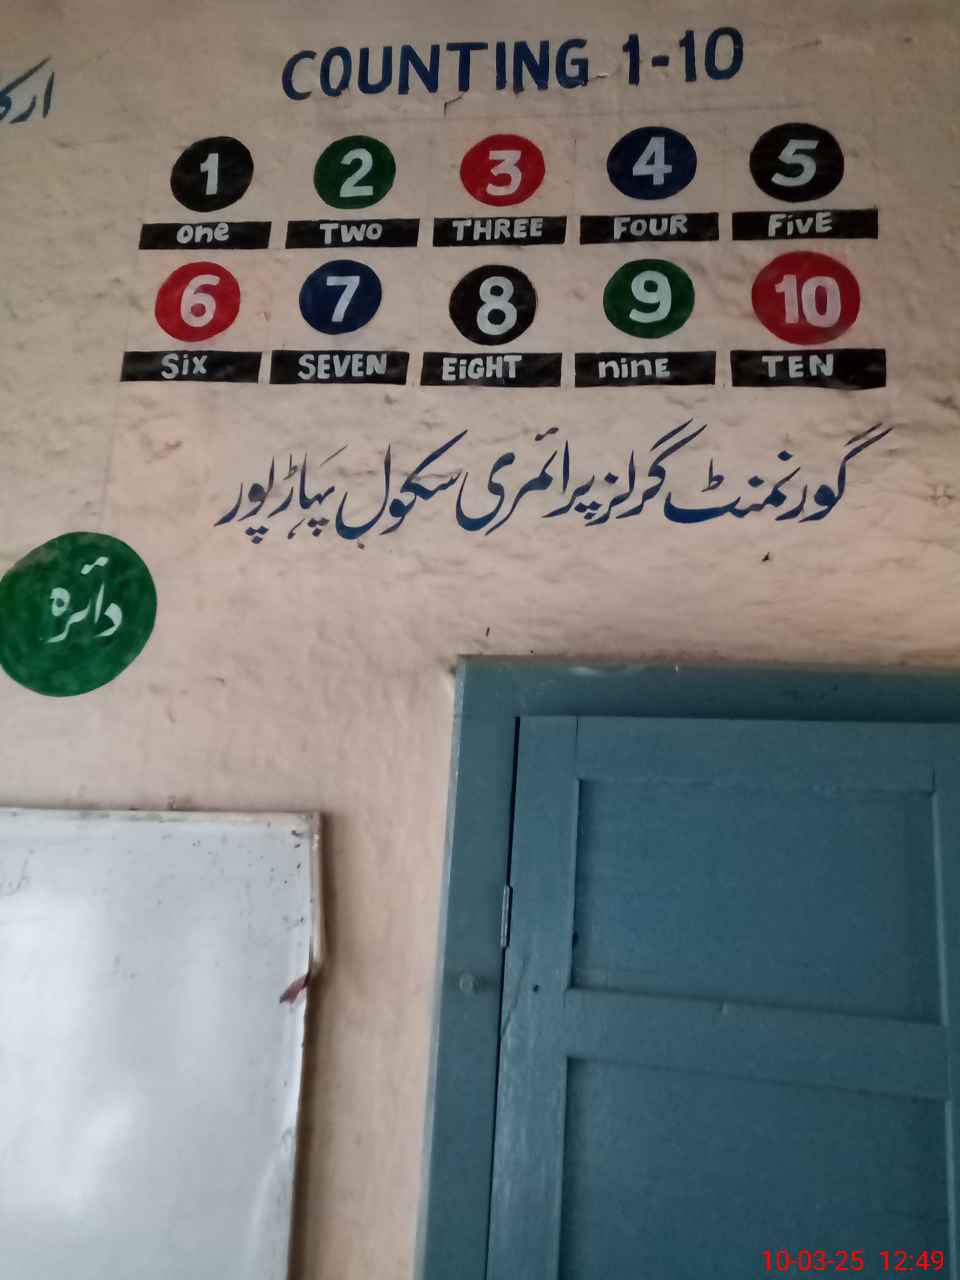 COUNTING 1-10
1 2 3 4 5
one TWO THREE FOUR FivE
6 7 8 9 10
Six SEVEN EiGHT ninE TEN
گورنمنٹ گرلز پرائمری سکول پہاڑپور
دائرہ
10-03-25 12:49